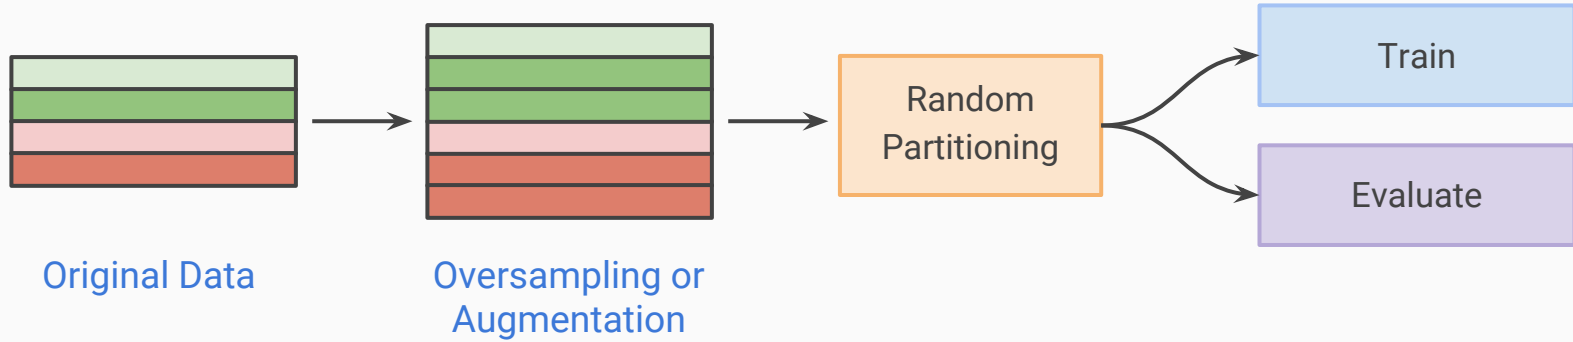 Original Data
Oversampling or
Augmentation
Random
Partitioning
Train
Evaluate